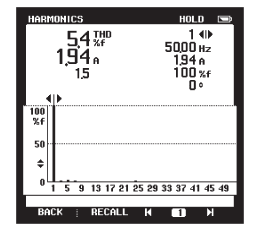 HARMONICS HOLD
5,4 THD %f 1
1,94 A 50,00 Hz
1,5 1,94 A
100 %f
0 °
100
%f
50
0
1 5 9 13 17 21 25 29 33 37 41 45 49
BACK RECALL 1